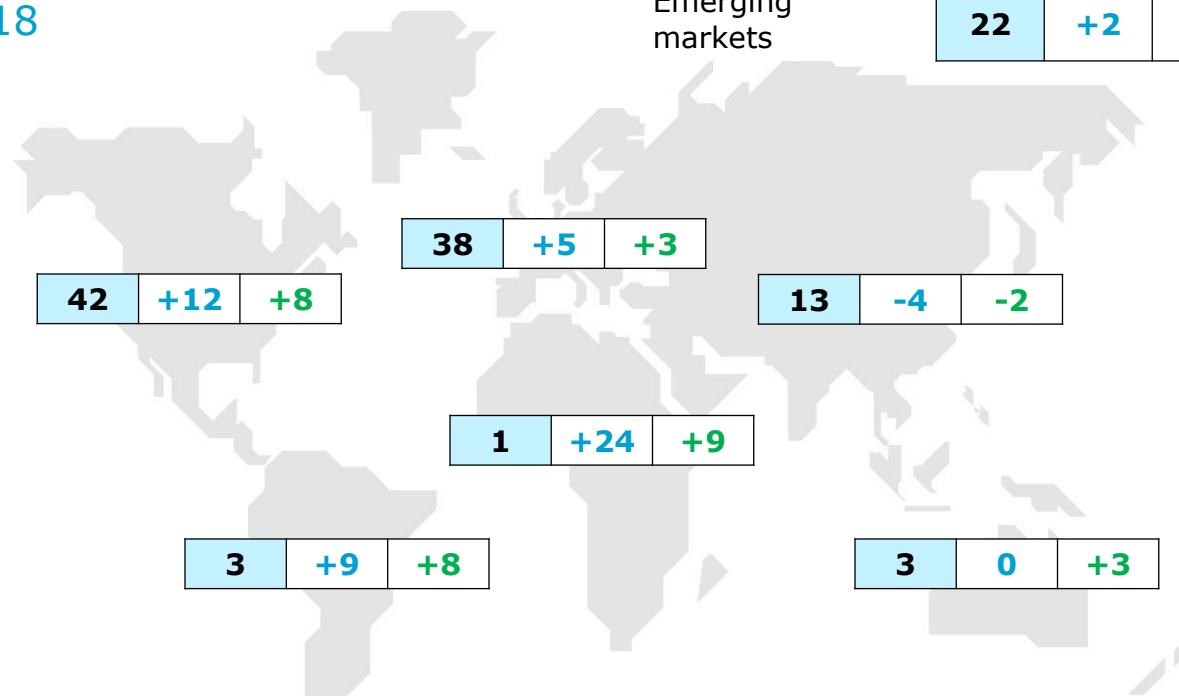 18
Emerging
markets
22 +2
38 +5 +3
42 +12 +8
13 -4 -2
1 +24 +9
3 +9 +8
3 0 +3